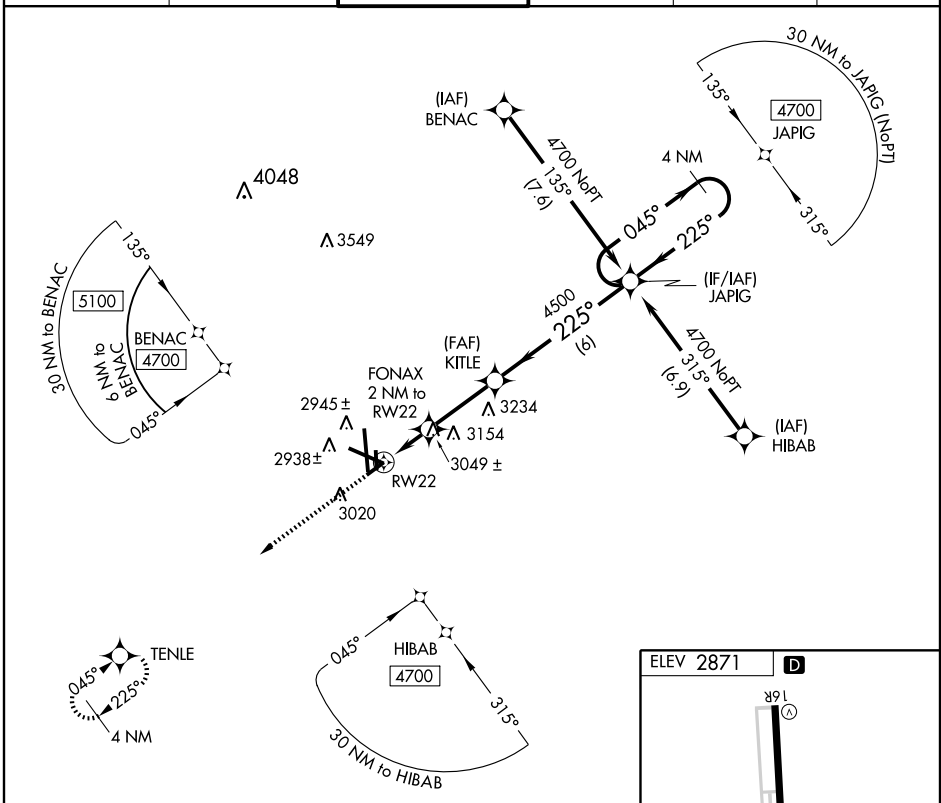 30 NM to JAPIG (NoPT)
135°
4700
JAPIG
315°
(IAF)
BENAC
4700 NoPT
135°
(7.6)
4 NM
045°
225°
4048
3549
(IF/IAF)
JAPIG
30 NM to BENAC
135°
5100
6 NM to
BENAC
BENAC
4700
045°
4500
225°
(6)
4700 NoPT
315°
(6.9)
(IAF)
HIBAB
(FAF)
KITLE
FONAX
2 NM to
RW22
2945±
3234
3154
2938±
3049 ±
RW22
3020
TENLE
045°
225°
4 NM
045°
HIBAB
4700
315°
30 NM to HIBAB
ELEV 2871
D
16R
V